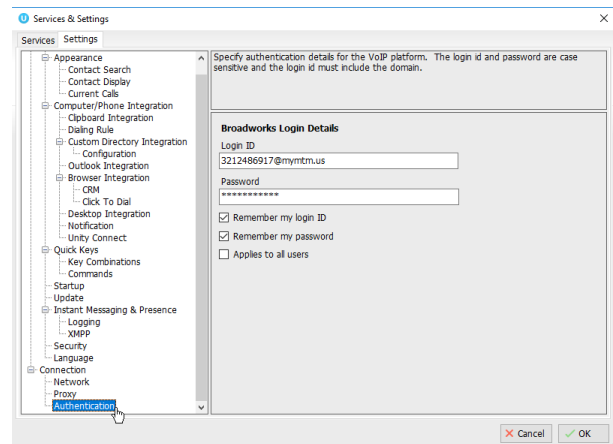 Services & Settings
Services
Settings
Appearance
Contact Search
Contact Display
Current Calls
Computer/Phone Integration
Clipboard Integration
Dialing Rule
Custom Directory Integration
Configuration
Outlook Integration
Browser Integration
CRM
Click To Dial
Desktop Integration
Notification
Unity Connect
Quick Keys
Key Combinations
Commands
Startup
Update
Instant Messaging & Presence
Logging
XMPP
Security
Language
Connection
Network
Proxy
Authentication
Specify authentication details for the VoIP platform. The login id and password are case
sensitive and the login id must include the domain.
Broadworks Login Details
Login ID
3212486917@mymtm.us
Password
***********
Remember my login ID
Remember my password
Applies to all users
Cancel
OK